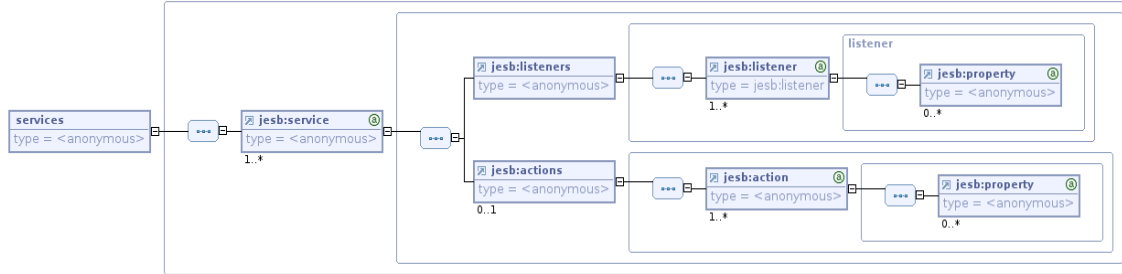 services
type = <anonymous>
jesb:service
a
type = <anonymous>
1..*
jesb:listeners
type = <anonymous>
listener
jesb:listener
a
type = jesb:listener
1..*
jesb:property
a
type = <anonymous>
0..*
jesb:actions
type = <anonymous>
0..1
jesb:action
a
type = <anonymous>
1..*
jesb:property
a
type = <anonymous>
0..*